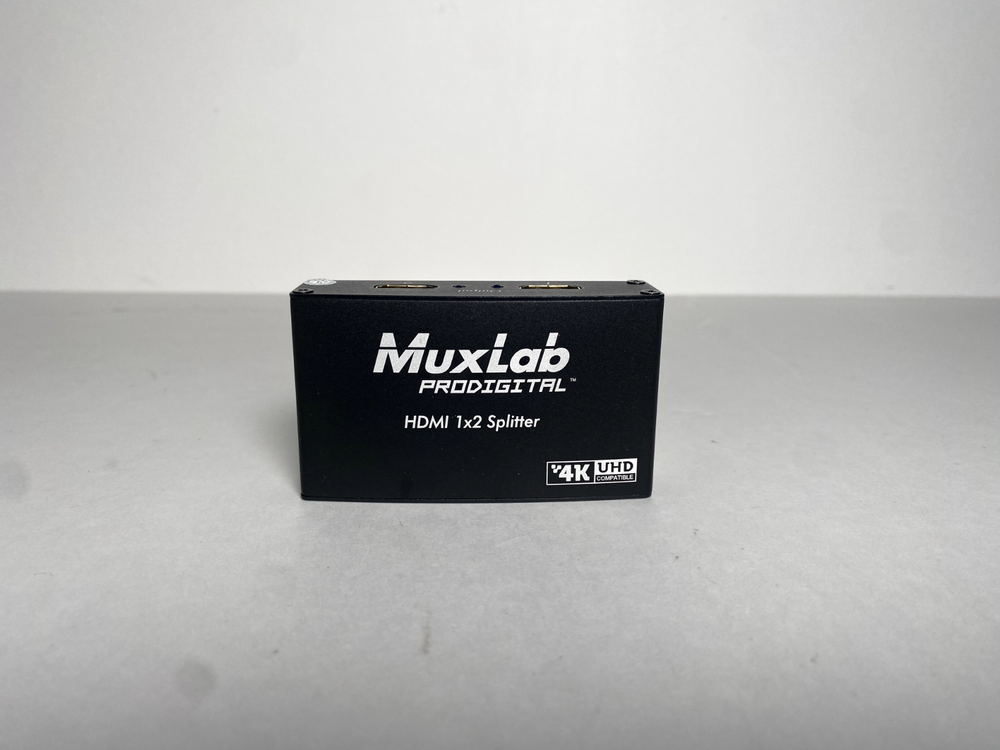 MuxLab
PRODIGITAL™
HDMI 1x2 Splitter
4K UHD
COMPATIBLE